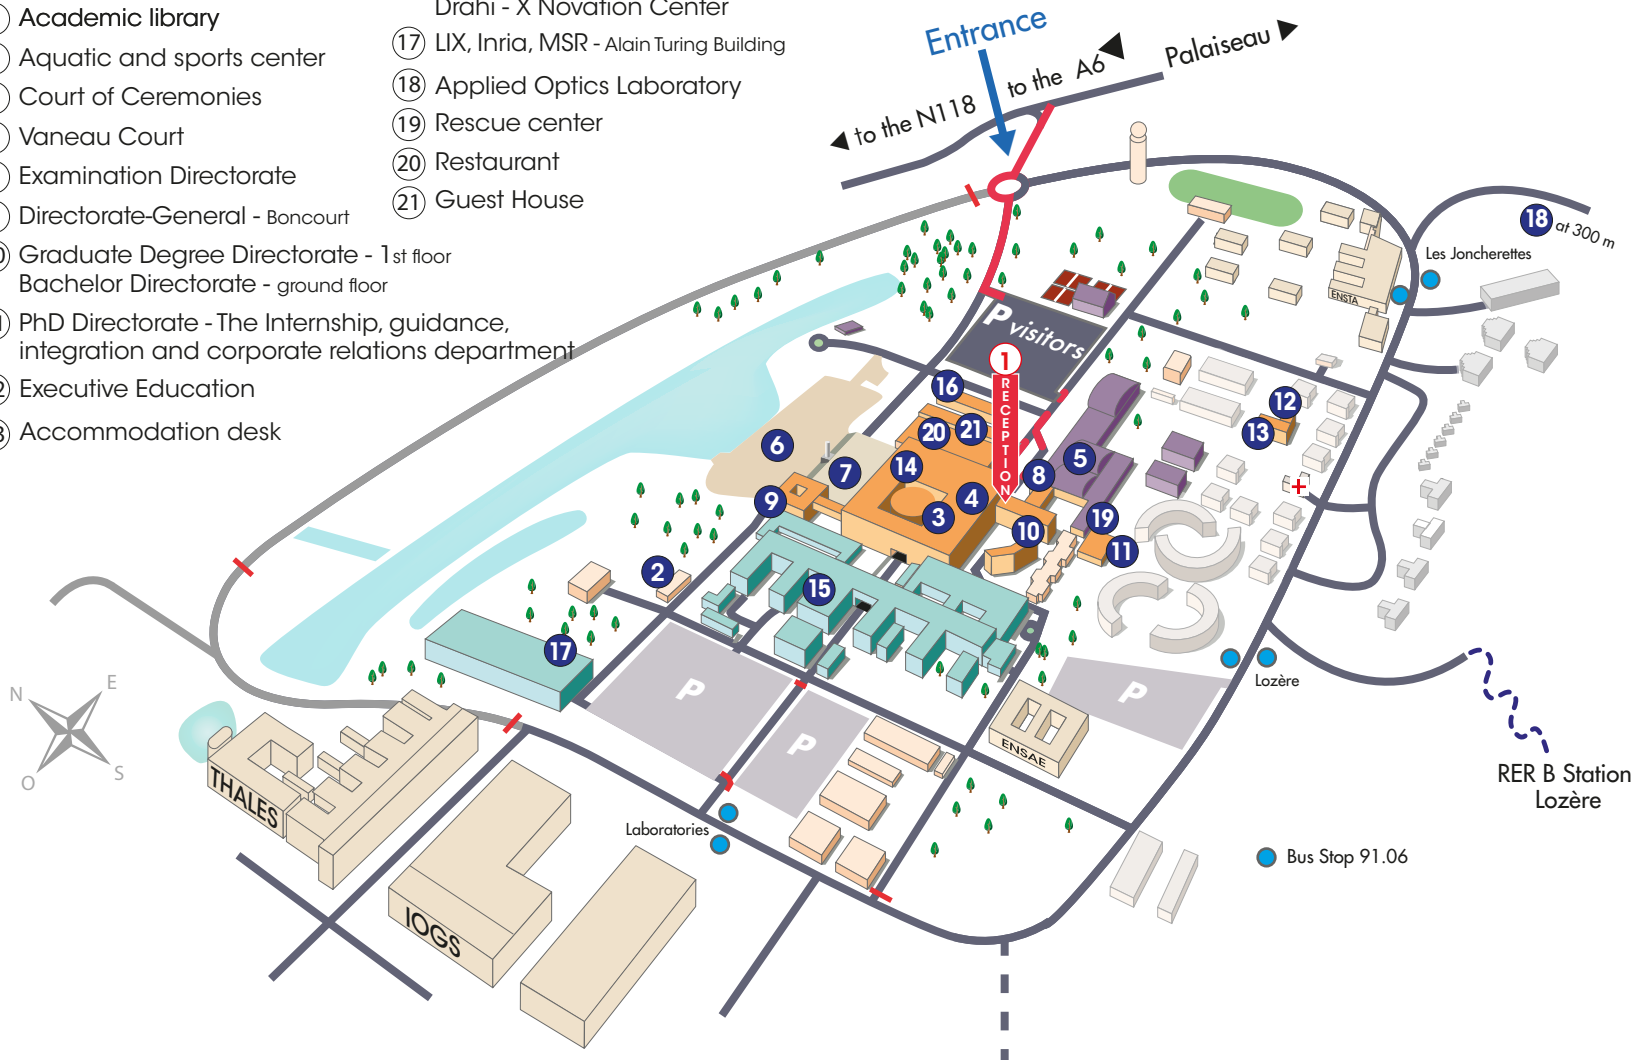 Academic library
Aquatic and sports center
Court of Ceremonies
Vaneau Court
Examination Directorate
Directorate-General - Boncourt
Graduate Degree Directorate - 1st floor
Bachelor Directorate - ground floor
PhD Directorate - The Internship, guidance,
integration and corporate relations department
Executive Education
Accommodation desk
Drahi - X Novation Center
17 LIX, Inria, MSR - Alain Turing Building
18 Applied Optics Laboratory
19 Rescue center
20 Restaurant
21 Guest House
Entrance
to the N118
to the A6
Palaiseau
18 at 300 m
Les Joncherettes
ENSTA
P visitors
1
RECEPTION
16
20
21
14
4
3
8
5
10
19
11
12
13
6
7
9
2
15
17
P
P
P
ENSAE
Lozère
RER B Station
Lozère
Bus Stop 91.06
Laboratories
THALES
IOGS
N
E
S
O